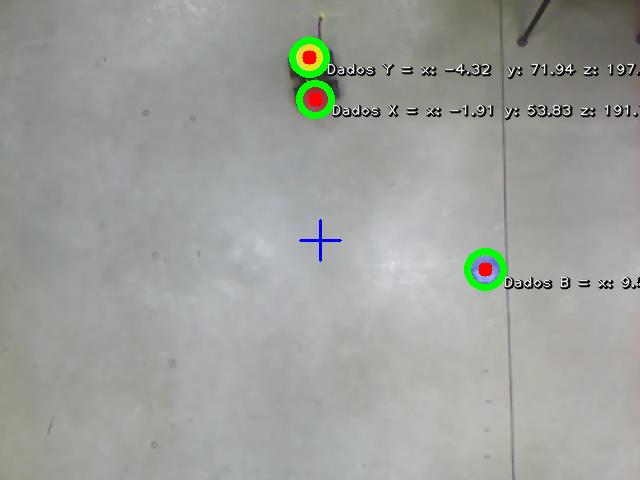 Dados Y = x: -4.32 y: 71.94 z: 197.
Dados X = x: -1.91 y: 53.83 z: 191.
Dados B = x: 9.